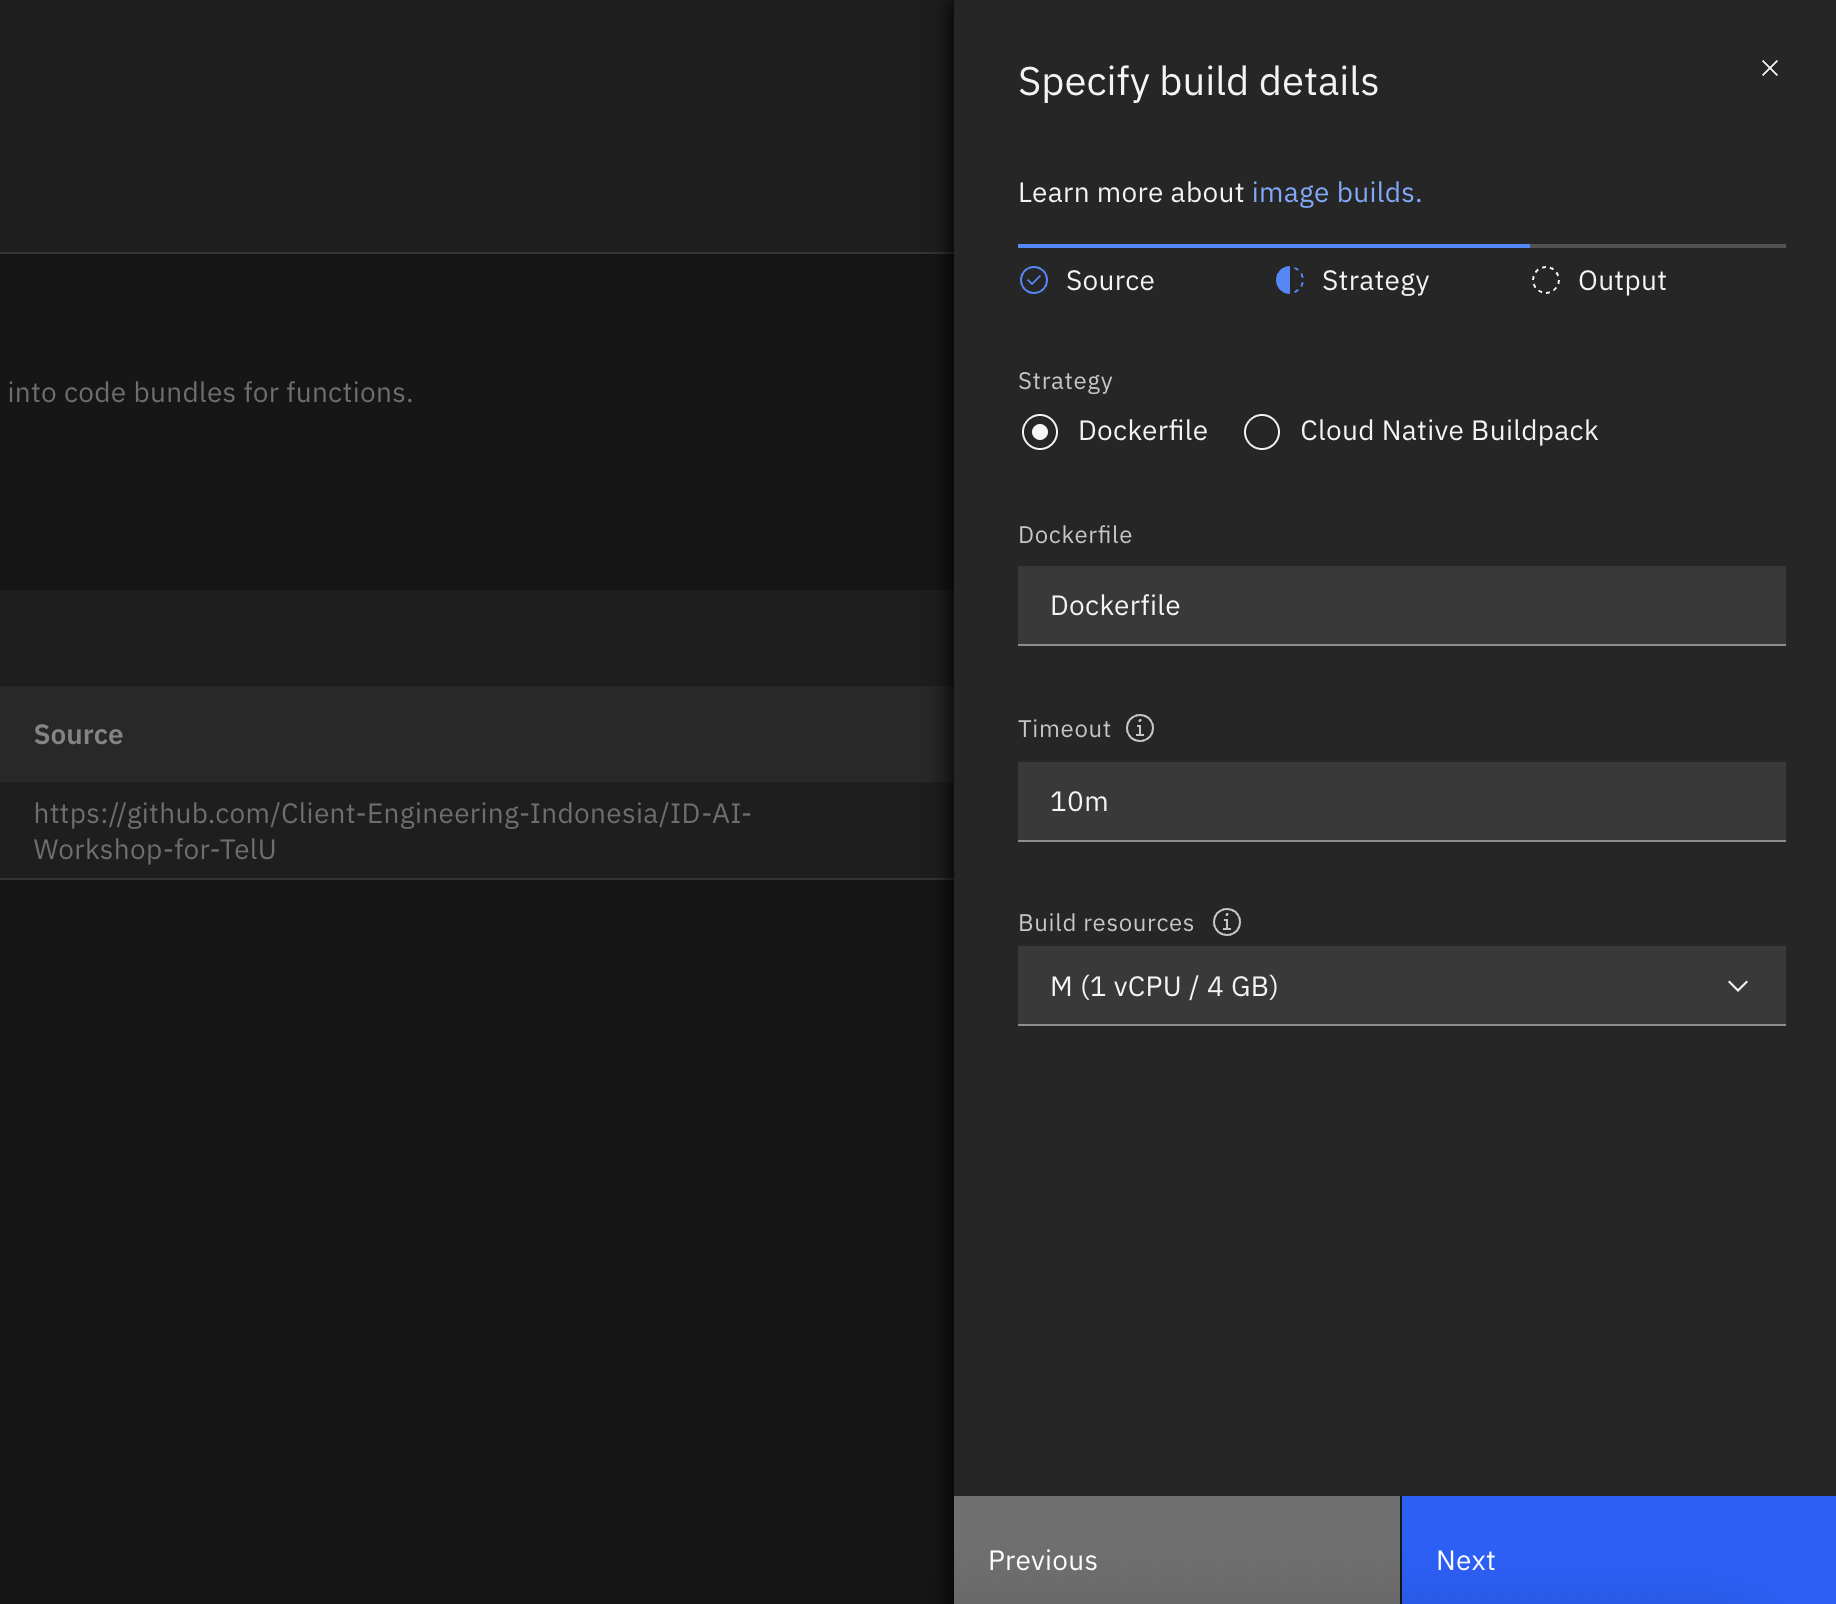 into code bundles for functions.
Source
https://github.com/Client-Engineering-Indonesia/ID-AI-
Workshop-for-TelU
Specify build details
Learn more about image builds.
Source
Strategy
Output
Strategy
Dockerfile
Cloud Native Buildpack
Dockerfile
Dockerfile
Timeout
10m
Build resources
M (1 vCPU / 4 GB)
Previous
Next